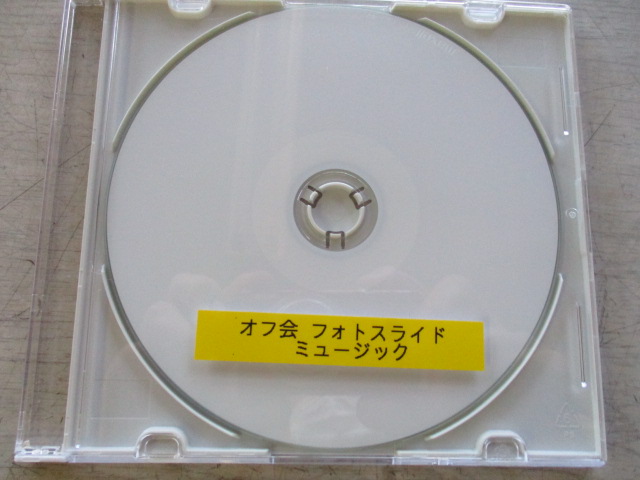 オフ会 フォトスライド
ミュージック